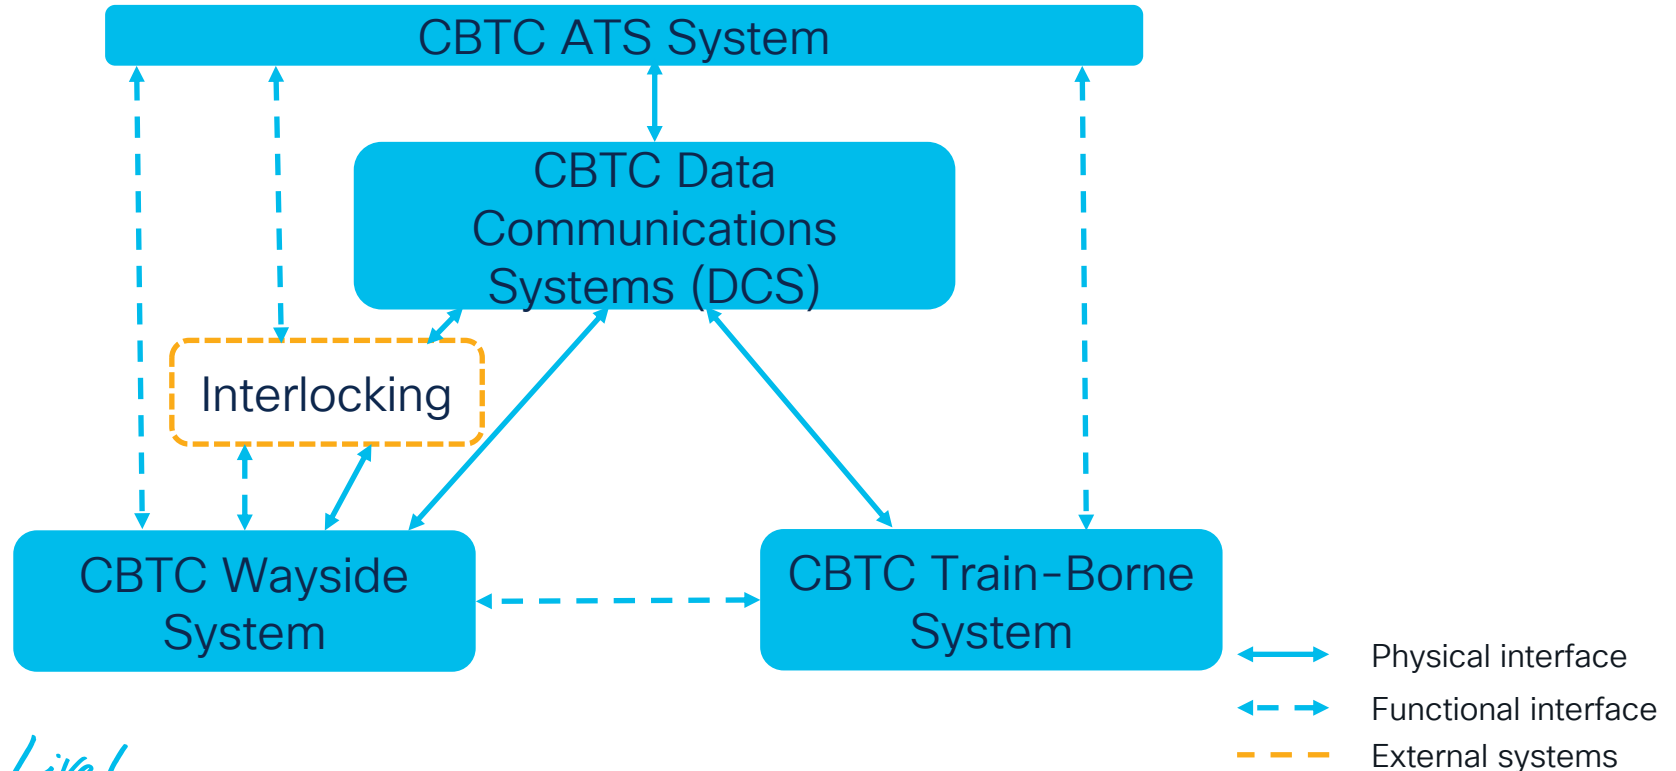 CBTC ATS System
CBTC Data
Communications
Systems (DCS)
Interlocking
CBTC Wayside
System
CBTC Train-Borne
System
Physical interface
Functional interface
External systems
Live!